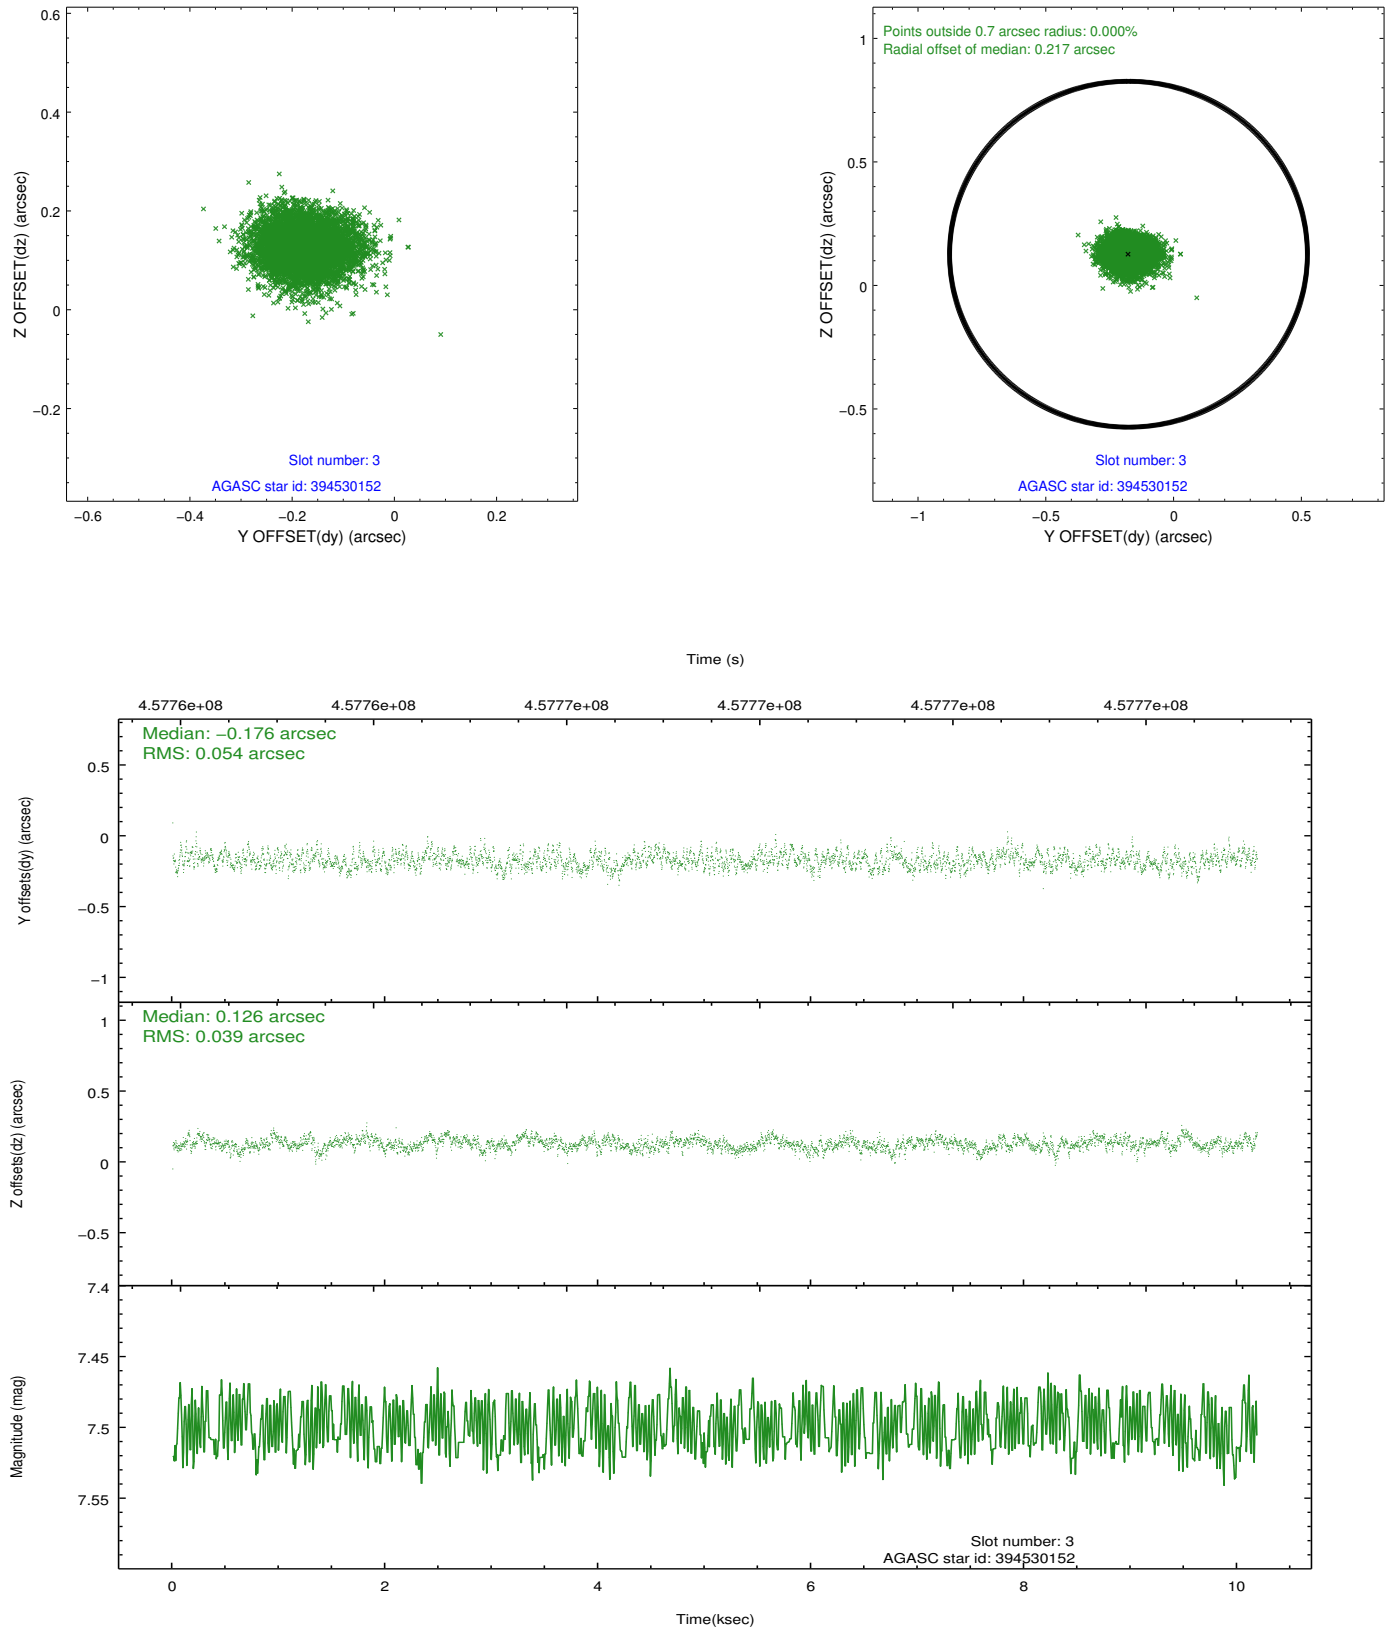 0.6
0.4
0.2
0
−0.2
Z OFFSET(dz) (arcsec)
Slot number: 3
AGASC star id: 394530152
−0.6 −0.4 −0.2 0 0.2
Y OFFSET(dy) (arcsec)
Points outside 0.7 arcsec radius: 0.000%
Radial offset of median: 0.217 arcsec
1
0.5
0
−0.5
Z OFFSET(dz) (arcsec)
Slot number: 3
AGASC star id: 394530152
−1 −0.5 0 0.5
Y OFFSET(dy) (arcsec)
Time (s)
4.5776e+08 4.5776e+08 4.5777e+08 4.5777e+08 4.5777e+08 4.5777e+08
Median: −0.176 arcsec
RMS: 0.054 arcsec
0.5
0
−0.5
−1
Y offsets(dy) (arcsec)
Median: 0.126 arcsec
RMS: 0.039 arcsec
1
0.5
0
−0.5
Z offsets(dz) (arcsec)
7.4
7.45
7.5
7.55
Magnitude (mag)
Slot number: 3
AGASC star id: 394530152
0 2 4 6 8 10
Time(ksec)